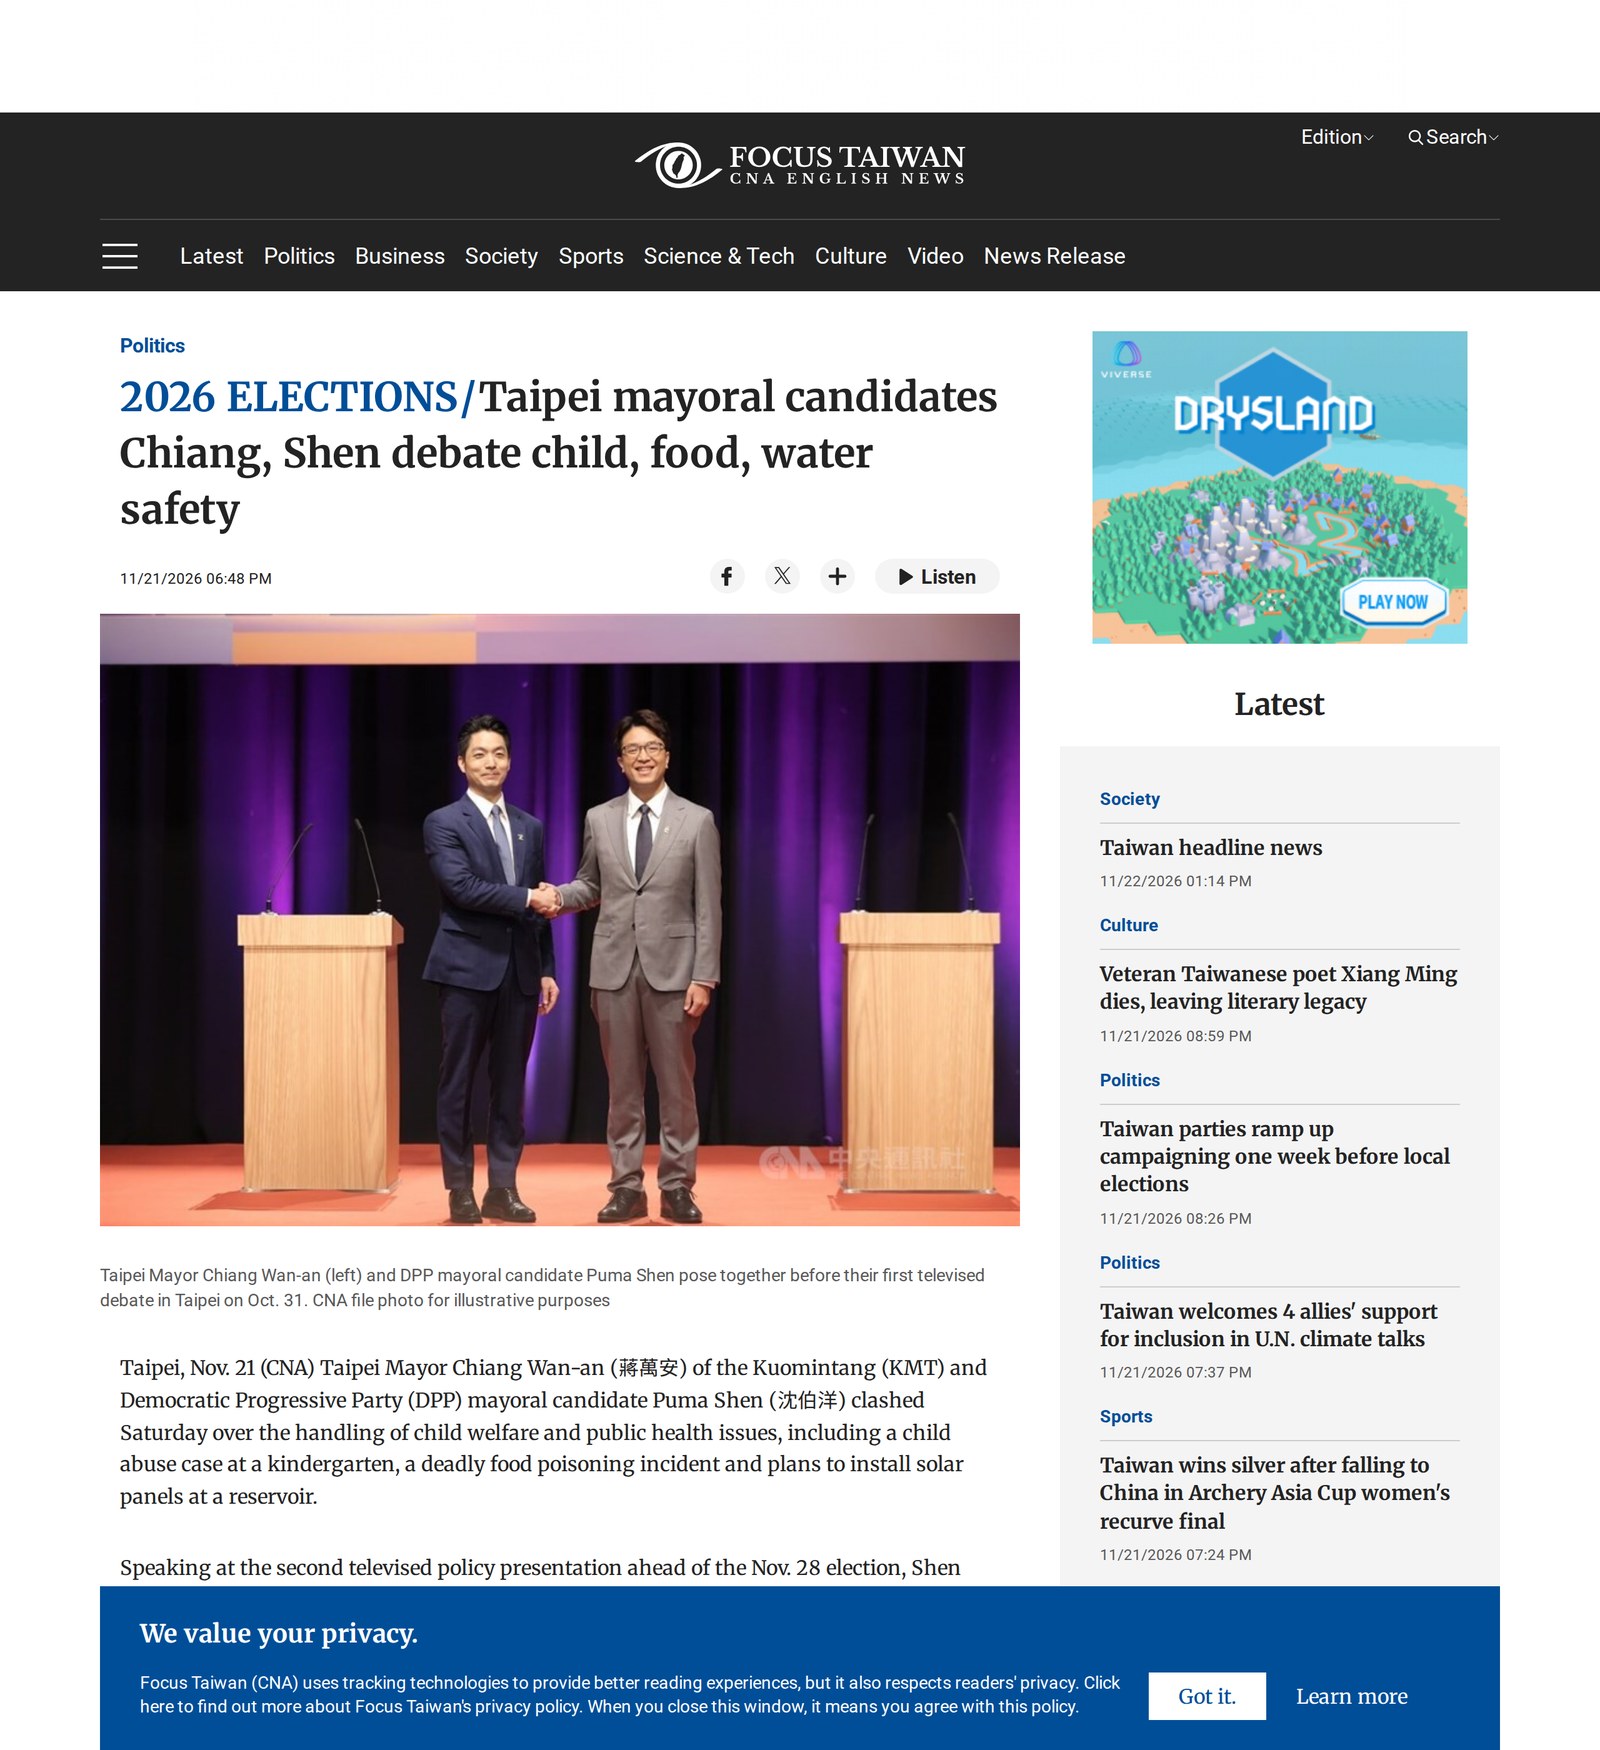 FOCUS TAIWAN
CNA ENGLISH NEWS
Edition
Search
Latest Politics Business Society Sports Science & Tech Culture Video News Release
Politics
2026 ELECTIONS/Taipei mayoral candidates
Chiang, Shen debate child, food, water
safety
11/21/2026 06:48 PM
Listen
CNA 中央通訊社
Taipei Mayor Chiang Wan-an (left) and DPP mayoral candidate Puma Shen pose together before their first televised
debate in Taipei on Oct. 31. CNA file photo for illustrative purposes
Taipei, Nov. 21 (CNA) Taipei Mayor Chiang Wan-an (蔣萬安) of the Kuomintang (KMT) and
Democratic Progressive Party (DPP) mayoral candidate Puma Shen (沈伯洋) clashed
Saturday over the handling of child welfare and public health issues, including a child
abuse case at a kindergarten, a deadly food poisoning incident and plans to install solar
panels at a reservoir.
Speaking at the second televised policy presentation ahead of the Nov. 28 election, Shen
VIVERSE
DRYSLAND
PLAY NOW
Latest
Society
Taiwan headline news
11/22/2026 01:14 PM
Culture
Veteran Taiwanese poet Xiang Ming
dies, leaving literary legacy
11/21/2026 08:59 PM
Politics
Taiwan parties ramp up
campaigning one week before local
elections
11/21/2026 08:26 PM
Politics
Taiwan welcomes 4 allies' support
for inclusion in U.N. climate talks
11/21/2026 07:37 PM
Sports
Taiwan wins silver after falling to
China in Archery Asia Cup women's
recurve final
11/21/2026 07:24 PM
We value your privacy.
Focus Taiwan (CNA) uses tracking technologies to provide better reading experiences, but it also respects readers' privacy. Click
here to find out more about Focus Taiwan's privacy policy. When you close this window, it means you agree with this policy.
Got it.
Learn more